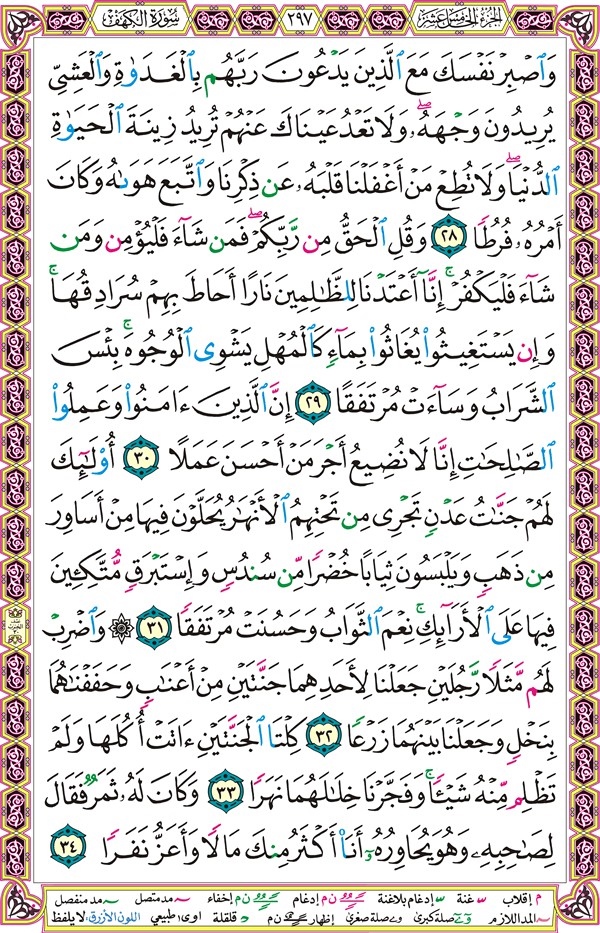 الجزء الخامس عشر ٢٩٧ سورة الكهف
وَٱصۡبِرۡ نَفۡسَكَ مَعَ ٱلَّذِينَ يَدۡعُونَ رَبَّهُم بِٱلۡغَدَوٰةِ وَٱلۡعَشِيِّ
يُرِيدُونَ وَجۡهَهُۥۖ وَلَا تَعۡدُ عَيۡنَاكَ عَنۡهُمۡ تُرِيدُ زِينَةَ ٱلۡحَيَوٰةِ
ٱلدُّنۡيَاۖ وَلَا تُطِعۡ مَنۡ أَغۡفَلۡنَا قَلۡبَهُۥ عَن ذِكۡرِنَا وَٱتَّبَعَ هَوَىٰهُ وَكَانَ
أَمۡرُهُۥ فُرُطٗا ٢٨ وَقُلِ ٱلۡحَقُّ مِن رَّبِّكُمۡۖ فَمَن شَآءَ فَلۡيُؤۡمِن وَمَن
شَآءَ فَلۡيَكۡفُرۡۚ إِنَّآ أَعۡتَدۡنَا لِلظَّٰلِمِينَ نَارًا أَحَاطَ بِهِمۡ سُرَادِقُهَاۚ
وَإِن يَسۡتَغِيثُواْ يُغَاثُواْ بِمَآءٖ كَٱلۡمُهۡلِ يَشۡوِي ٱلۡوُجُوهَۚ بِئۡسَ
ٱلشَّرَابُ وَسَآءَتۡ مُرۡتَفَقًا ٢٩ إِنَّ ٱلَّذِينَ ءَامَنُواْ وَعَمِلُواْ
ٱلصَّٰلِحَٰتِ إِنَّا لَا نُضِيعُ أَجۡرَ مَنۡ أَحۡسَنَ عَمَلًا ٣٠ أُوْلَٰٓئِكَ
لَهُمۡ جَنَّٰتُ عَدۡنٖ تَجۡرِي مِن تَحۡتِهِمُ ٱلۡأَنۡهَٰرُ يُحَلَّوۡنَ فِيهَا مِنۡ أَسَاوِرَ
مِن ذَهَبٖ وَيَلۡبَسُونَ ثِيَابًا خُضۡرٗا مِّن سُندُسٖ وَإِسۡتَبۡرَقٖ مُّتَّكِـِٔينَ
فِيهَا عَلَى ٱلۡأَرَآئِكِۚ نِعۡمَ ٱلثَّوَابُ وَحَسُنَتۡ مُرۡتَفَقٗا ٣١ ۞ وَٱضۡرِبۡ
لَهُم مَّثَلٗا رَّجُلَيۡنِ جَعَلۡنَا لِأَحَدِهِمَا جَنَّتَيۡنِ مِنۡ أَعۡنَٰبٖ وَحَفَفۡنَٰهُمَا
بِنَخۡلٖ وَجَعَلۡنَا بَيۡنَهُمَا زَرۡعٗا ٣٢ كِلۡتَا ٱلۡجَنَّتَيۡنِ ءَاتَتۡ أُكُلَهَا وَلَمۡ
تَظۡلِم مِّنۡهُ شَيۡـٔٗاۚ وَفَجَّرۡنَا خِلَٰلَهُمَا نَهَرٗا ٣٣ وَكَانَ لَهُۥ ثَمَرٞ فَقَالَ
لِصَٰحِبِهِۦ وَهُوَ يُحَاوِرُهُۥٓ أَنَا۠ أَكۡثَرُ مِنكَ مَالٗا وَأَعَزُّ نَفَرٗا ٣٤
م إقلاب غنة إدغام بلاغنة ن م إدغام ن م إخفاء مد متصل مد منفصل
المد اللازم صلة كبرى صلة صغرى إظهار ن م قلقلة اوى طبيعي اللون الأزرق: لا يلفظ